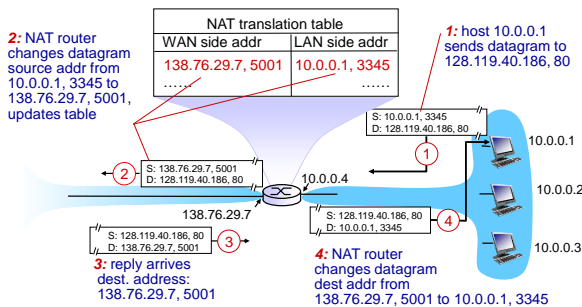 NAT translation table
WAN side addr
LAN side addr
138.76.29.7, 5001
10.0.0.1, 3345
……
……
2: NAT router
changes datagram
source addr from
10.0.0.1, 3345 to
138.76.29.7, 5001,
updates table
1: host 10.0.0.1
sends datagram to
128.119.40.186, 80
S: 10.0.0.1, 3345
D: 128.119.40.186, 80
1
10.0.0.1
S: 138.76.29.7, 5001
D: 128.119.40.186, 80
2
10.0.0.4
10.0.0.2
138.76.29.7
S: 128.119.40.186, 80
D: 10.0.0.1, 3345
4
S: 128.119.40.186, 80
D: 138.76.29.7, 5001
3
10.0.0.3
3: reply arrives
dest. address:
138.76.29.7, 5001
4: NAT router
changes datagram
dest addr from
138.76.29.7, 5001 to 10.0.0.1, 3345